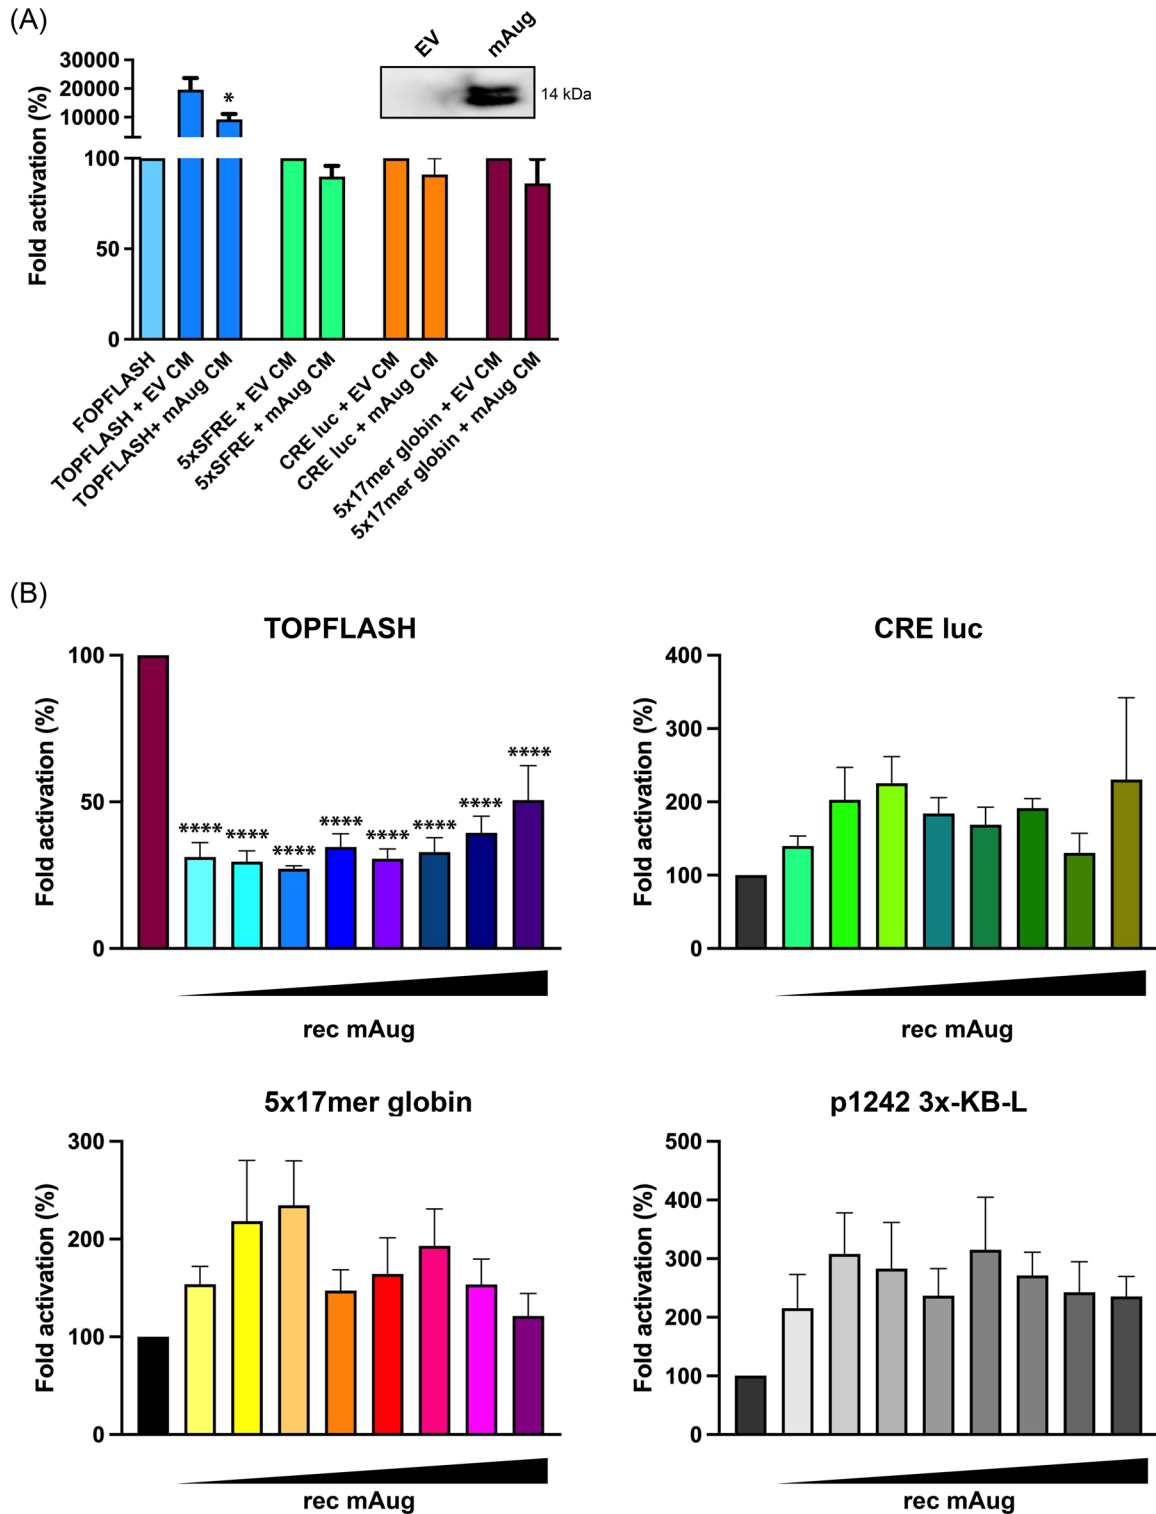 (A)
EV
mAug
14 kDa
Fold activation (%)
30000
20000
10000
100
50
0
*
FOPFLASH
TOPFLASH + EV CM
TOPFLASH+ mAug CM
5xSFRE + EV CM
5xSFRE + mAug CM
CRE luc + EV CM
CRE luc + mAug CM
5x17mer globin + EV CM
5x17mer globin + mAug CM
(B)
TOPFLASH
Fold activation (%)
100
50
0
**** **** **** **** **** **** **** ****
rec mAug
CRE luc
Fold activation (%)
400
300
200
100
0
rec mAug
5x17mer globin
Fold activation (%)
300
200
100
0
rec mAug
p1242 3x-KB-L
Fold activation (%)
500
400
300
200
100
0
rec mAug